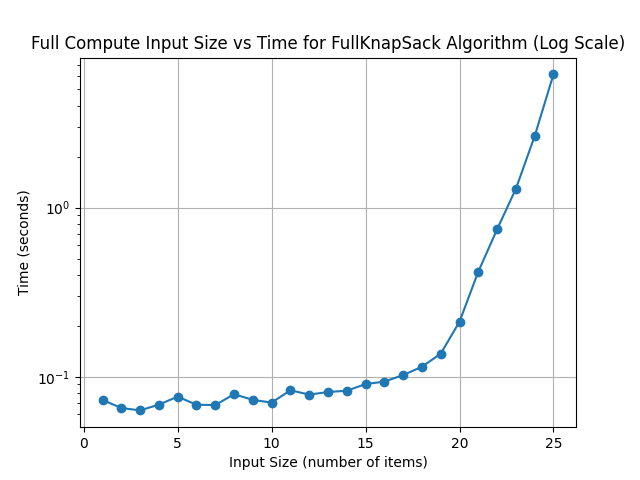 Full Compute Input Size vs Time for FullKnapSack Algorithm (Log Scale)
10⁰
10⁻¹
Time (seconds)
0 5 10 15 20 25
Input Size (number of items)